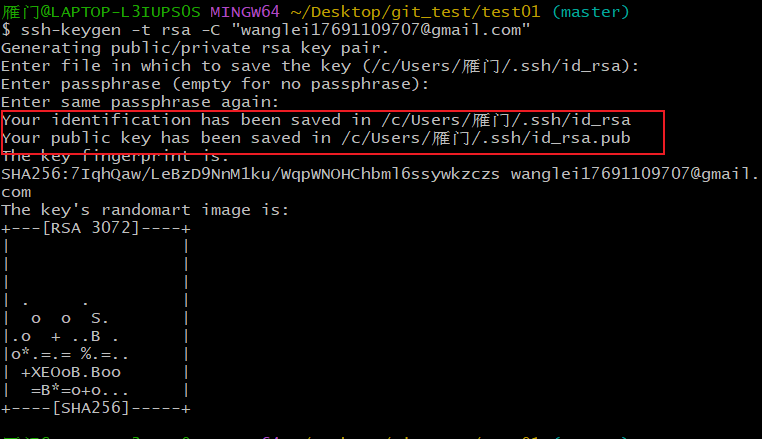 雁门@LAPTOP-L3IUPS0S MINGW64 ~/Desktop/git_test/test01 (master)
$ ssh-keygen -t rsa -C "wanglei17691109707@gmail.com"
Generating public/private rsa key pair.
Enter file in which to save the key (/c/Users/雁门/.ssh/id_rsa):
Enter passphrase (empty for no passphrase):
Enter same passphrase again:
Your identification has been saved in /c/Users/雁门/.ssh/id_rsa
Your public key has been saved in /c/Users/雁门/.ssh/id_rsa.pub
The key fingerprint is:
SHA256:7IqhQaw/LeBzD9NnM1ku/WqpWNOHChbml6ssywkzczs wanglei17691109707@gmail.
com
The key's randomart image is:
+---[RSA 3072]----+
|                 |
|                 |
|                 |
| .     .         |
|  o  o  S.       |
|.o  + ..B .      |
|o*.=.= %.=..     |
| +XEOoB.Boo      |
|  =B*=o+o...     |
+----[SHA256]-----+